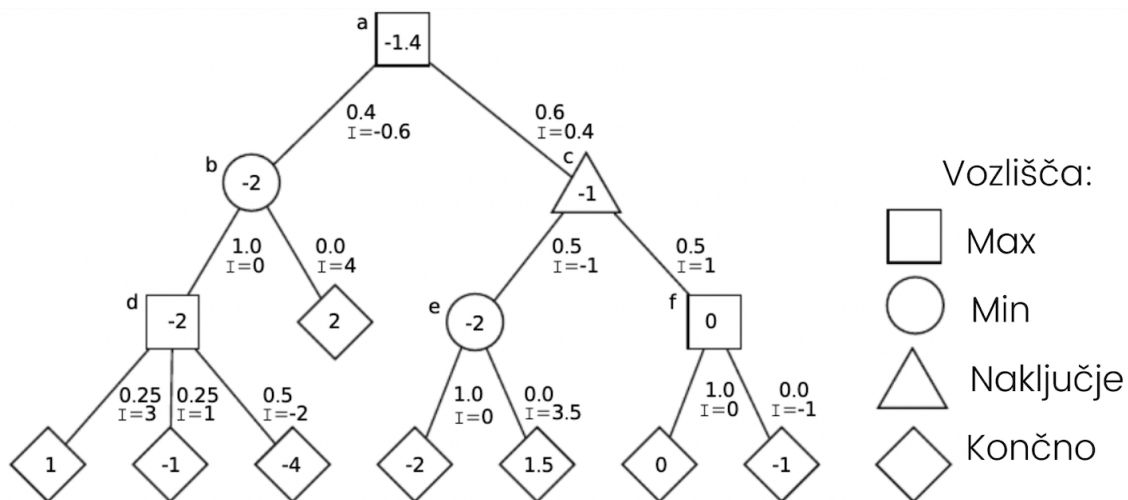 a
-1.4
0.4
I=-0.6
0.6
I=0.4
b
-2
c
-1
1.0
I=0
0.0
I=4
0.5
I=-1
0.5
I=1
d
-2
2
e
-2
f
0
0.25
I=3
0.25
I=1
0.5
I=-2
1.0
I=0
0.0
I=3.5
1.0
I=0
0.0
I=-1
1
-1
-4
-2
1.5
0
-1
Vozlišča:
Max
Min
Naključje
Končno